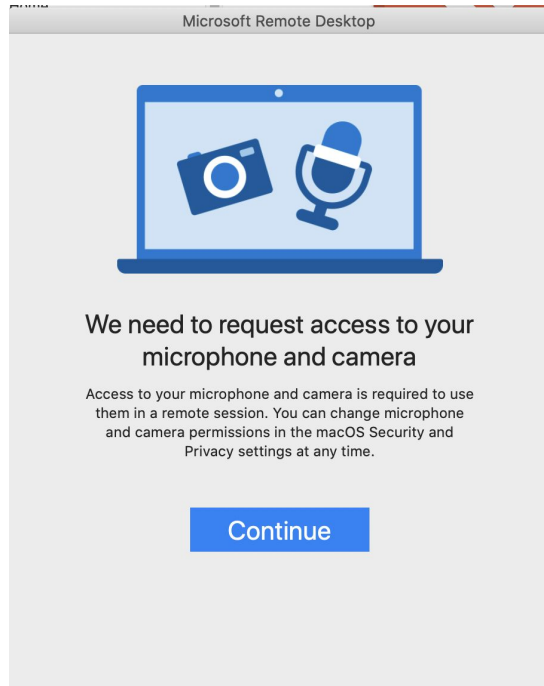 Microsoft Remote Desktop
We need to request access to your
microphone and camera
Access to your microphone and camera is required to use
them in a remote session. You can change microphone
and camera permissions in the macOS Security and
Privacy settings at any time.
Continue